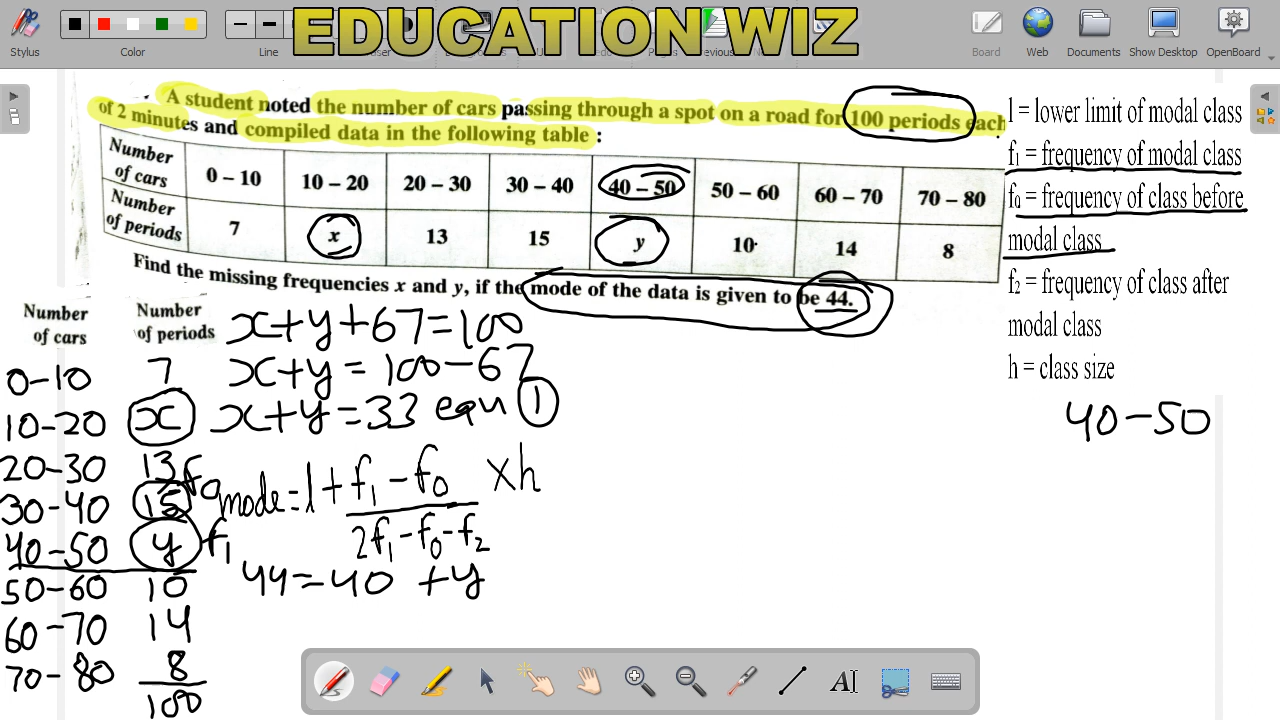 EDUCATION WIZ
Stylus
Color
Line
Board
Web
Documents
Show Desktop
OpenBoard
A student noted the number of cars passing through a spot on a road for 100 periods each
of 2 minutes and compiled data in the following table :
Number of cars 0 – 10 10 – 20 20 – 30 30 – 40 40 – 50 50 – 60 60 – 70 70 – 80
Number of periods 7 x 13 15 y 10 14 8
Find the missing frequencies x and y, if the mode of the data is given to be 44.
l = lower limit of modal class
f₁ = frequency of modal class
f₀ = frequency of class before
modal class
f₂ = frequency of class after
modal class
h = class size
40-50
Number of cars Number of periods
0-10 7
10-20 x
20-30 13
30-40 15 f0
40-50 y f1
50-60 10
60-70 14
70-80 8
100
x+y+67=100
x+y = 100-67
x+y=33 eqn 1
mode = l + f₁ - f₀ / 2f₁ - f₀ - f₂ × h
44=40 +y